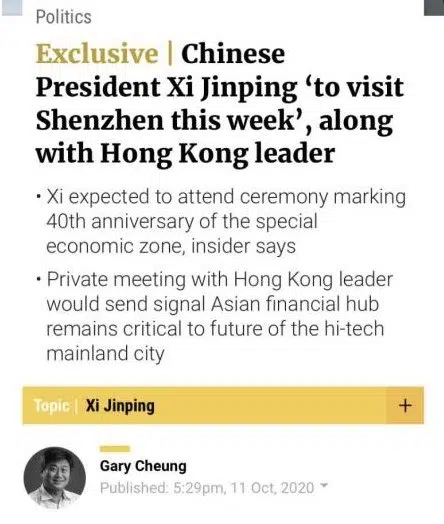 Politics
Exclusive | Chinese
President Xi Jinping ‘to visit
Shenzhen this week’, along
with Hong Kong leader
• Xi expected to attend ceremony marking
40th anniversary of the special
economic zone, insider says
• Private meeting with Hong Kong leader
would send signal Asian financial hub
remains critical to future of the hi-tech
mainland city
Topic | Xi Jinping
+
Gary Cheung
Published: 5:29pm, 11 Oct, 2020